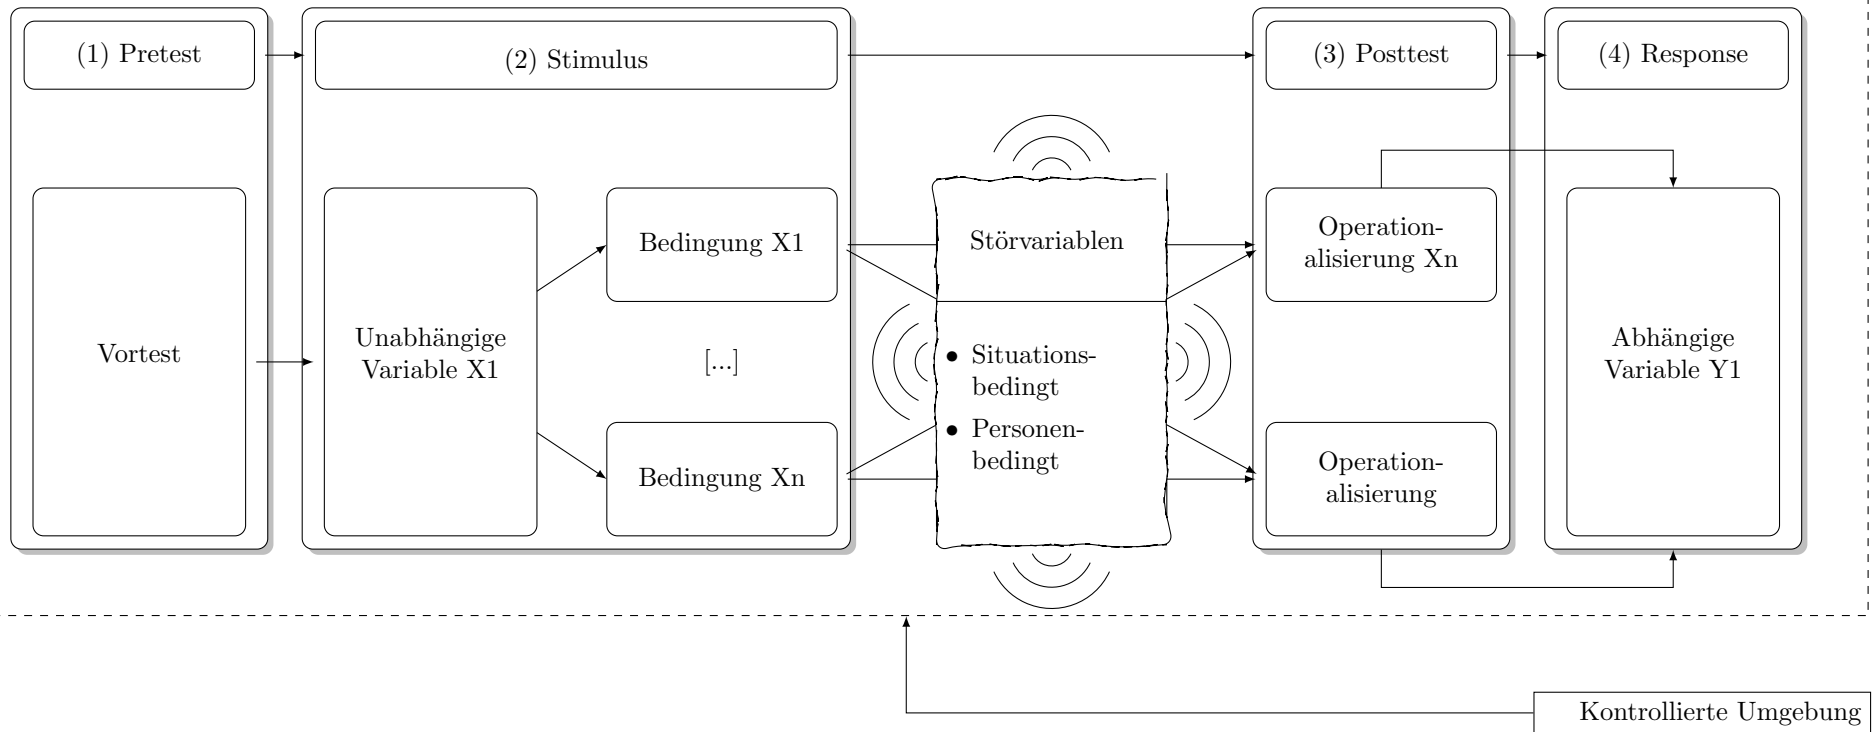 (1) Pretest
(2) Stimulus
(3) Posttest
(4) Response
Vortest
Unabhängige
Variable X1
Bedingung X1
[...]
Bedingung Xn
Störvariablen
• Situations-
bedingt
• Personen-
bedingt
Operation-
alisierung Xn
Operation-
alisierung
Abhängige
Variable Y1
Kontrollierte Umgebung